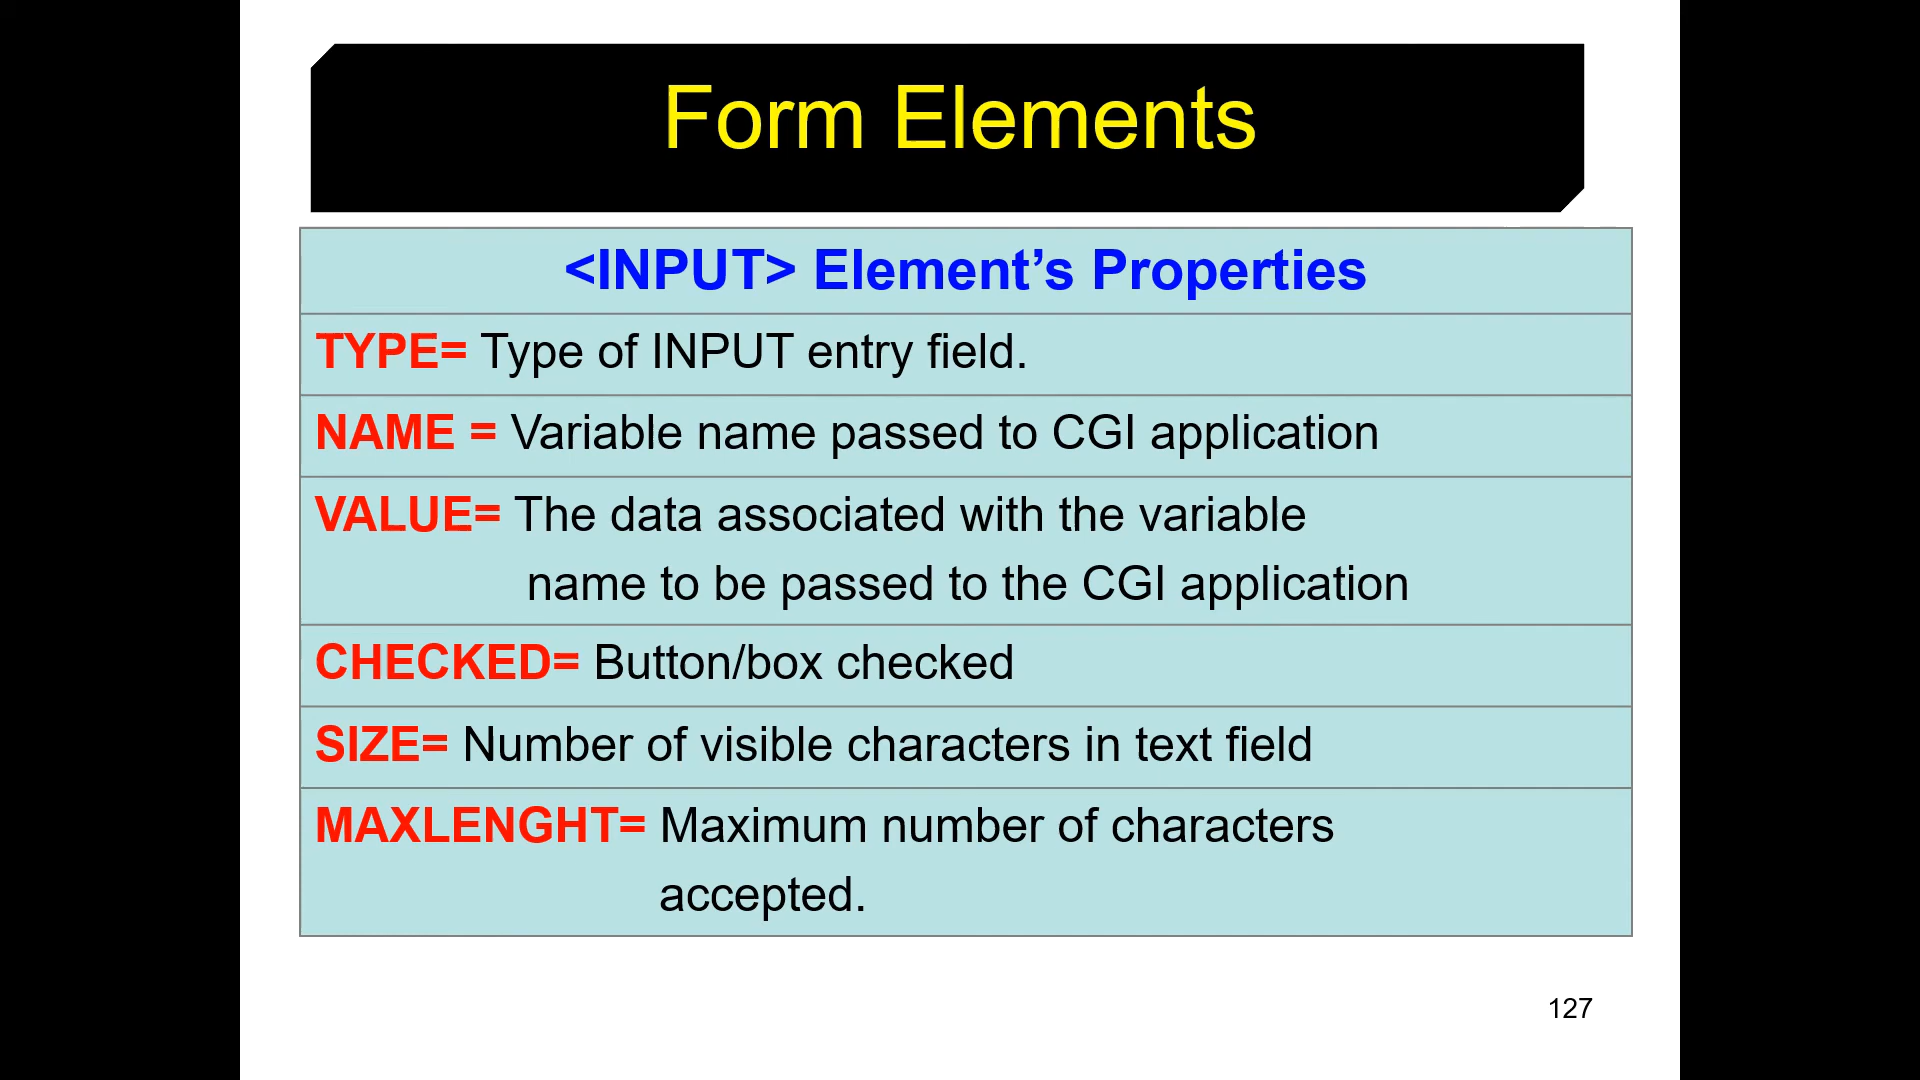 Form Elements
<INPUT> Element’s Properties
TYPE= Type of INPUT entry field.
NAME = Variable name passed to CGI application
VALUE= The data associated with the variable
name to be passed to the CGI application
CHECKED= Button/box checked
SIZE= Number of visible characters in text field
MAXLENGHT= Maximum number of characters
accepted.
127